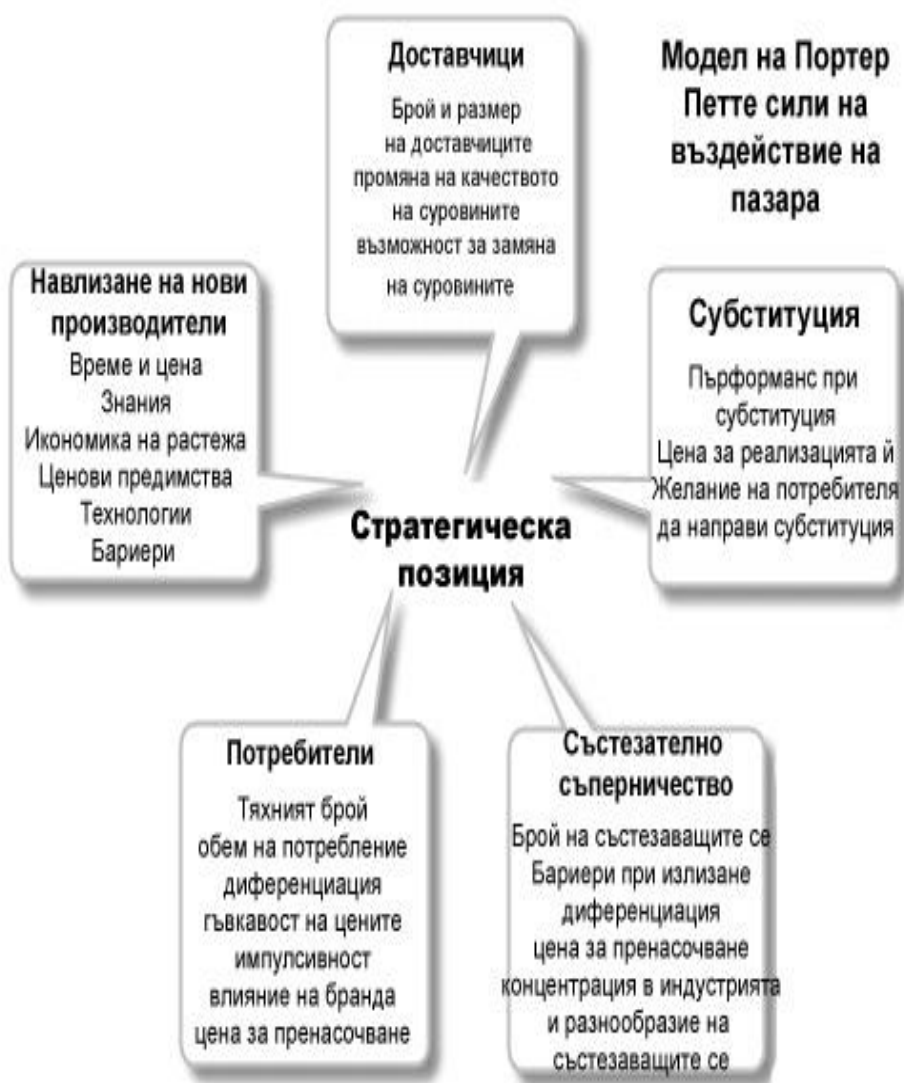 Модел на Портер
Петте сили на
въздействие на
пазара
Доставчици
Брой и размер
на доставчиците
промяна на качеството
на суровините
възможност за замяна
на суровините
Навлизане на нови
производители
Време и цена
Знания
Икономика на растежа
Ценови предимства
Технологии
Бариери
Субституция
Пърформанс при
субституция
Цена за реализацията й
Желание на потребителя
да направи субституция
Стратегическа
позиция
Потребители
Тяхният брой
обем на потребление
диференциация
гъвкавост на цените
импулсивност
влияние на бранда
цена за пренасочване
Състезателно
съперничество
Брой на състезаващите се
Бариери при излизане
диференциация
цена за пренасочване
концентрация в индустрията
и разнообразие на
състезаващите се